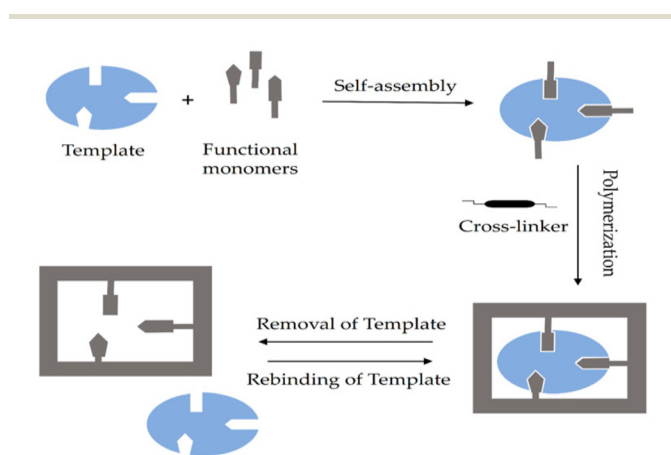 Self-assembly
+
Template
Functional
monomers
Cross-linker
Polymerization
Removal of Template
Rebinding of Template